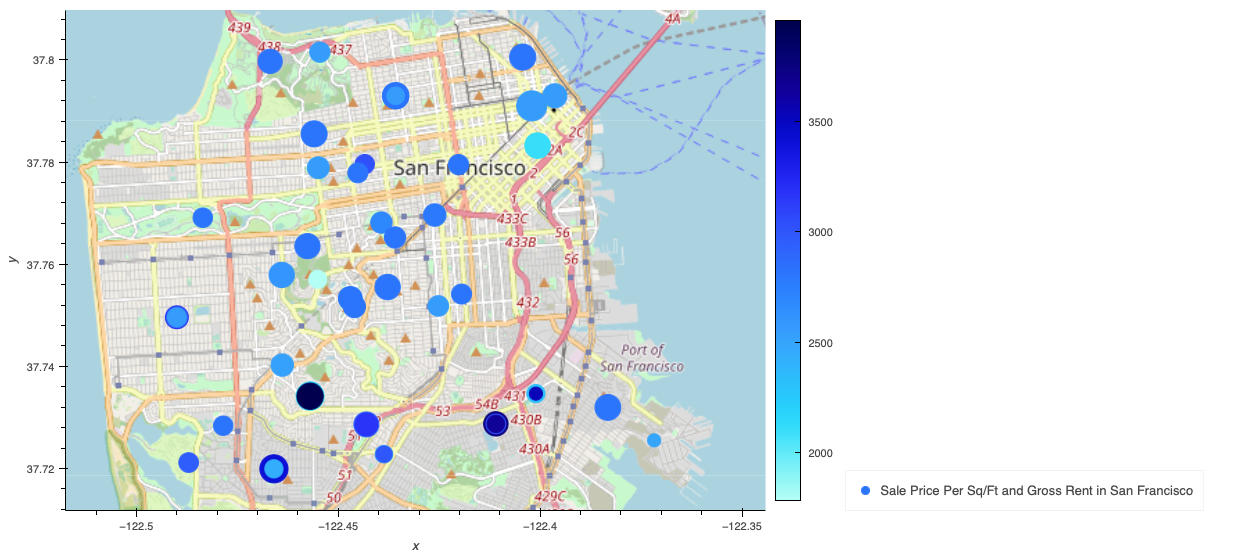 439
438
437
4A
37.8
3500
2C
2A
37.78
San Francisco
2
1
433C
56
433B
3000
y
37.76
56
432
Port of
San Francisco
2500
37.74
431
54B
53
430B
430A
2000
37.72
51
50
429C
Sale Price Per Sq/Ft and Gross Rent in San Francisco
−122.5
−122.45
−122.4
−122.35
x